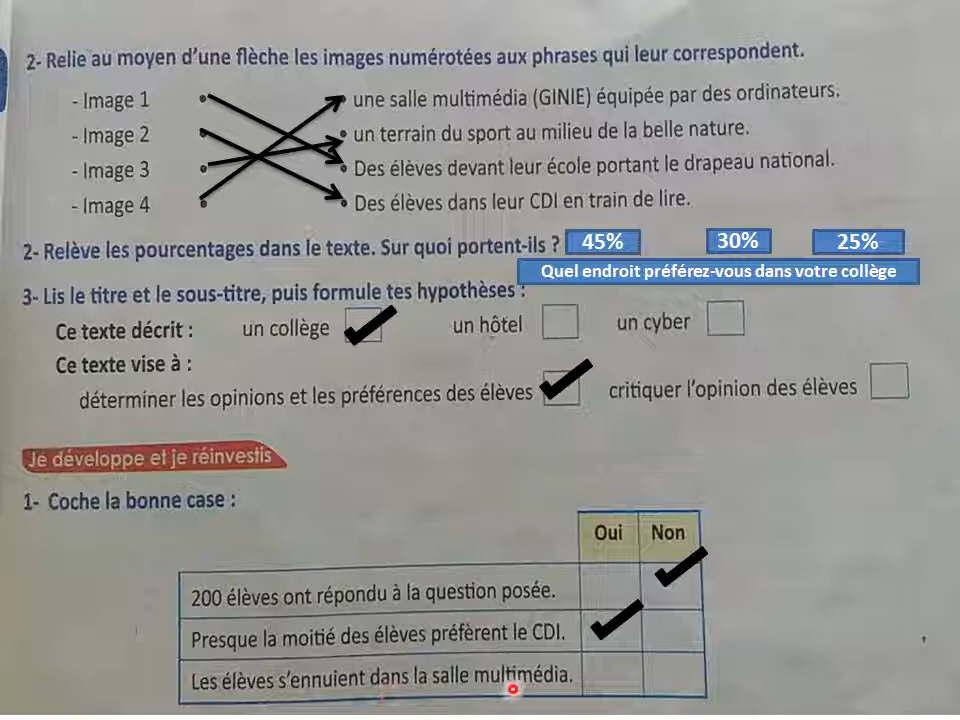 2- Relie au moyen d'une flèche les images numérotées aux phrases qui leur correspondent.
- Image 1 une salle multimédia (GINIE) équipée par des ordinateurs.
- Image 2 un terrain du sport au milieu de la belle nature.
- Image 3 Des élèves devant leur école portant le drapeau national.
- Image 4 Des élèves dans leur CDI en train de lire.
2- Relève les pourcentages dans le texte. Sur quoi portent-ils ? 45% 30% 25%
Quel endroit préférez-vous dans votre collège
3- Lis le titre et le sous-titre, puis formule tes hypothèses :
Ce texte décrit : un collège un hôtel un cyber
Ce texte vise à :
déterminer les opinions et les préférences des élèves critiquer l'opinion des élèves
Je développe et je réinvestis
1- Coche la bonne case :
Oui Non
200 élèves ont répondu à la question posée.
Presque la moitié des élèves préfèrent le CDI.
Les élèves s'ennuient dans la salle multimédia.